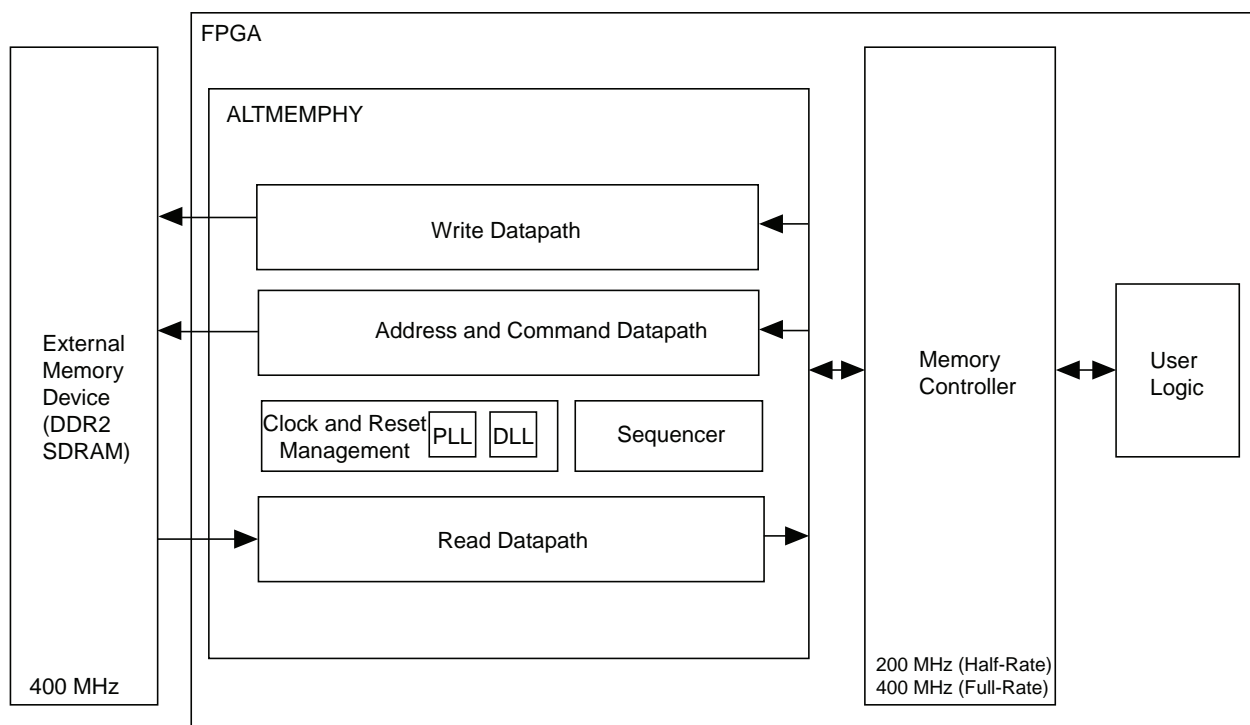 FPGA
ALTMEMPHY
Write Datapath
Address and Command Datapath
External
Memory
Device
(DDR2
SDRAM)
Memory
Controller
User
Logic
Clock and Reset
Management
PLL
DLL
Sequencer
Read Datapath
400 MHz
200 MHz (Half-Rate)
400 MHz (Full-Rate)